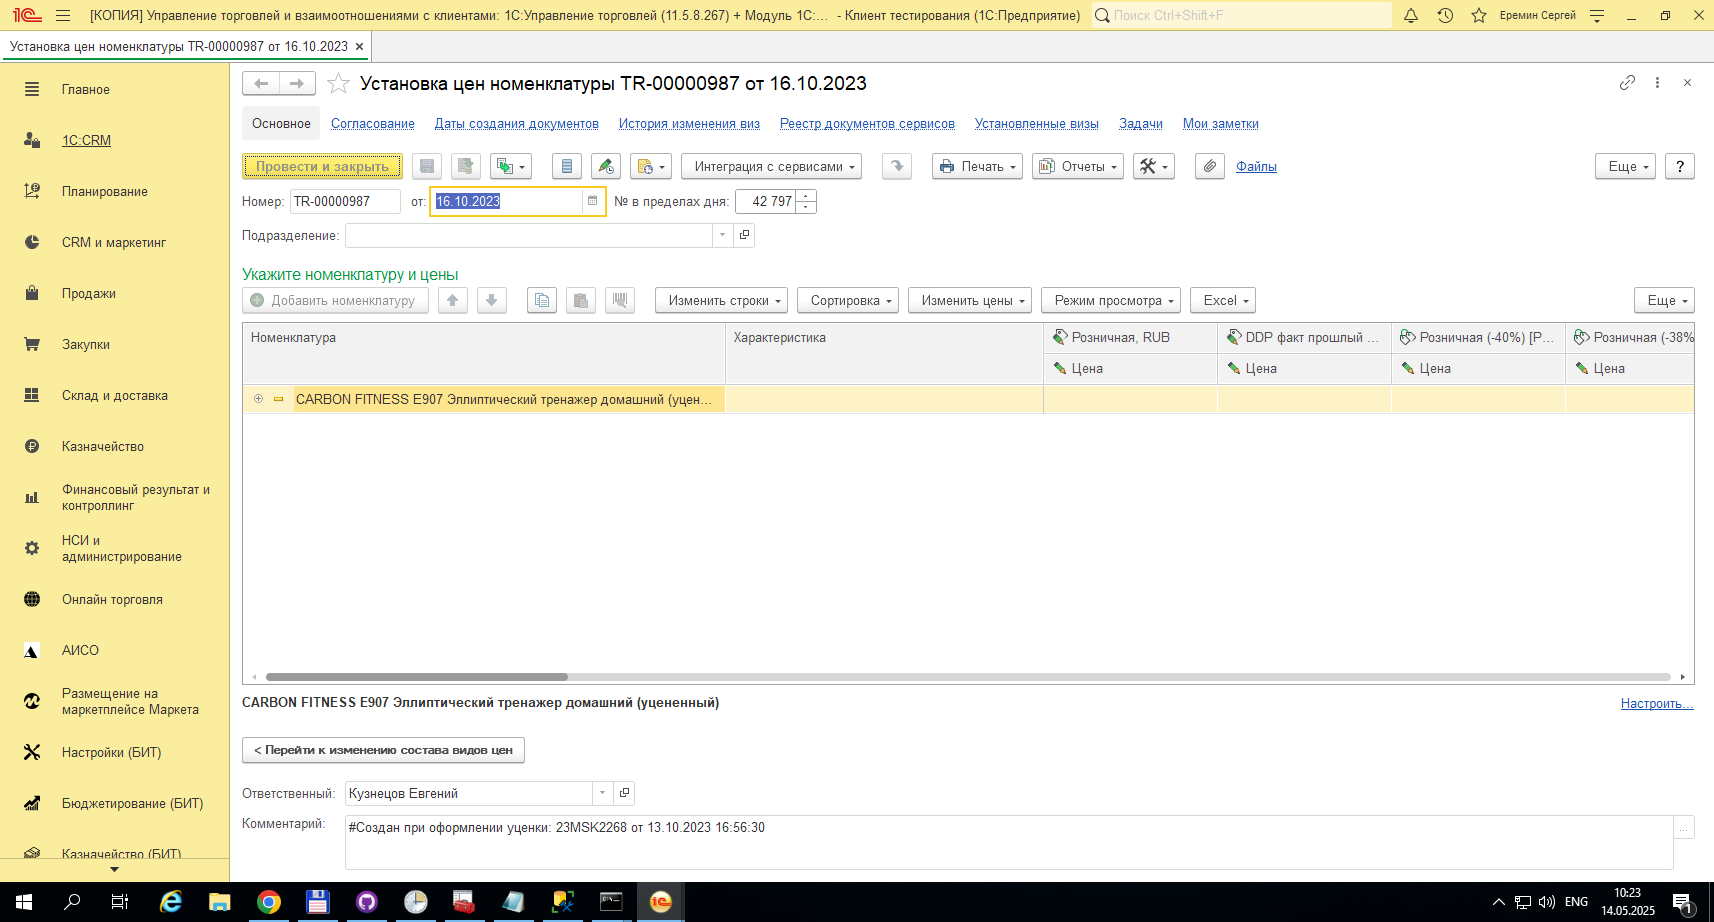 [КОПИЯ] Управление торговлей и взаимоотношениями с клиентами: 1С:Управление торговлей (11.5.8.267) + Модуль 1С:... - Клиент тестирования (1С:Предприятие)
Поиск Ctrl+Shift+F
Еремин Сергей
Установка цен номенклатуры TR-00000987 от 16.10.2023
Главное
1С:CRM
Планирование
CRM и маркетинг
Продажи
Закупки
Склад и доставка
Казначейство
Финансовый результат и
контроллинг
НСИ и
администрирование
Онлайн торговля
АИСО
Размещение на
маркетплейсе Маркета
Настройки (БИТ)
Бюджетирование (БИТ)
Казначейство (БИТ)
Установка цен номенклатуры TR-00000987 от 16.10.2023
Основное Согласование Даты создания документов История изменения виз Реестр документов сервисов Установленные визы Задачи Мои заметки
Провести и закрыть Интеграция с сервисами Печать Отчеты Файлы Еще ?
Номер: TR-00000987 от: 16.10.2023 № в пределах дня: 42 797
Подразделение:
Укажите номенклатуру и цены
Добавить номенклатуру Изменить строки Сортировка Изменить цены Режим просмотра Excel Еще
Номенклатура Характеристика Розничная, RUB DDP факт прошлый ... Розничная (-40%) [Р... Розничная (-38%
Цена Цена Цена Цена
CARBON FITNESS E907 Эллиптический тренажер домашний (уцен...
CARBON FITNESS E907 Эллиптический тренажер домашний (уцененный)
Настроить...
< Перейти к изменению состава видов цен
Ответственный: Кузнецов Евгений
Комментарий: #Создан при оформлении уценки: 23MSK2268 от 13.10.2023 16:56:30
ENG
10:23
14.05.2025
1